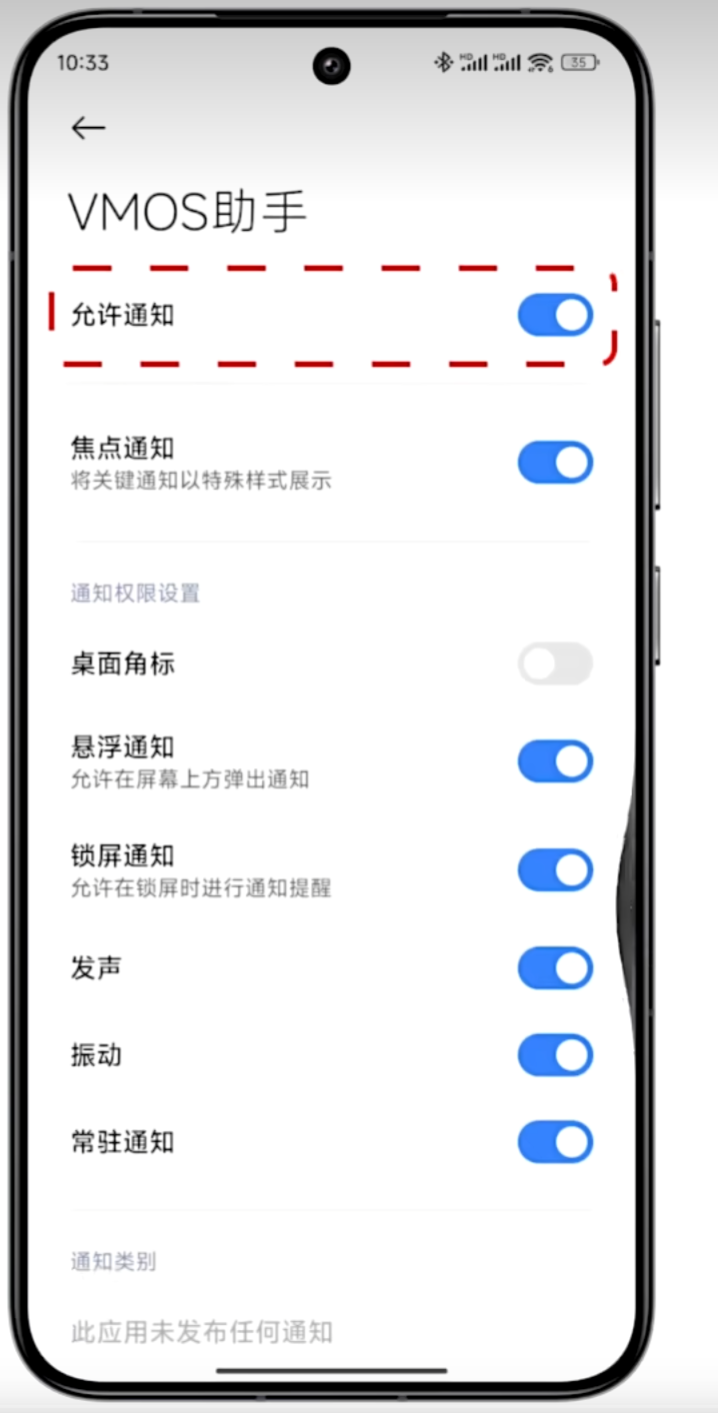 10:33
HD HD 6 35
VMOS助手
允许通知
焦点通知
将关键通知以特殊样式展示
通知权限设置
桌面角标
悬浮通知
允许在屏幕上方弹出通知
锁屏通知
允许在锁屏时进行通知提醒
发声
振动
常驻通知
通知类别
此应用未发布任何通知